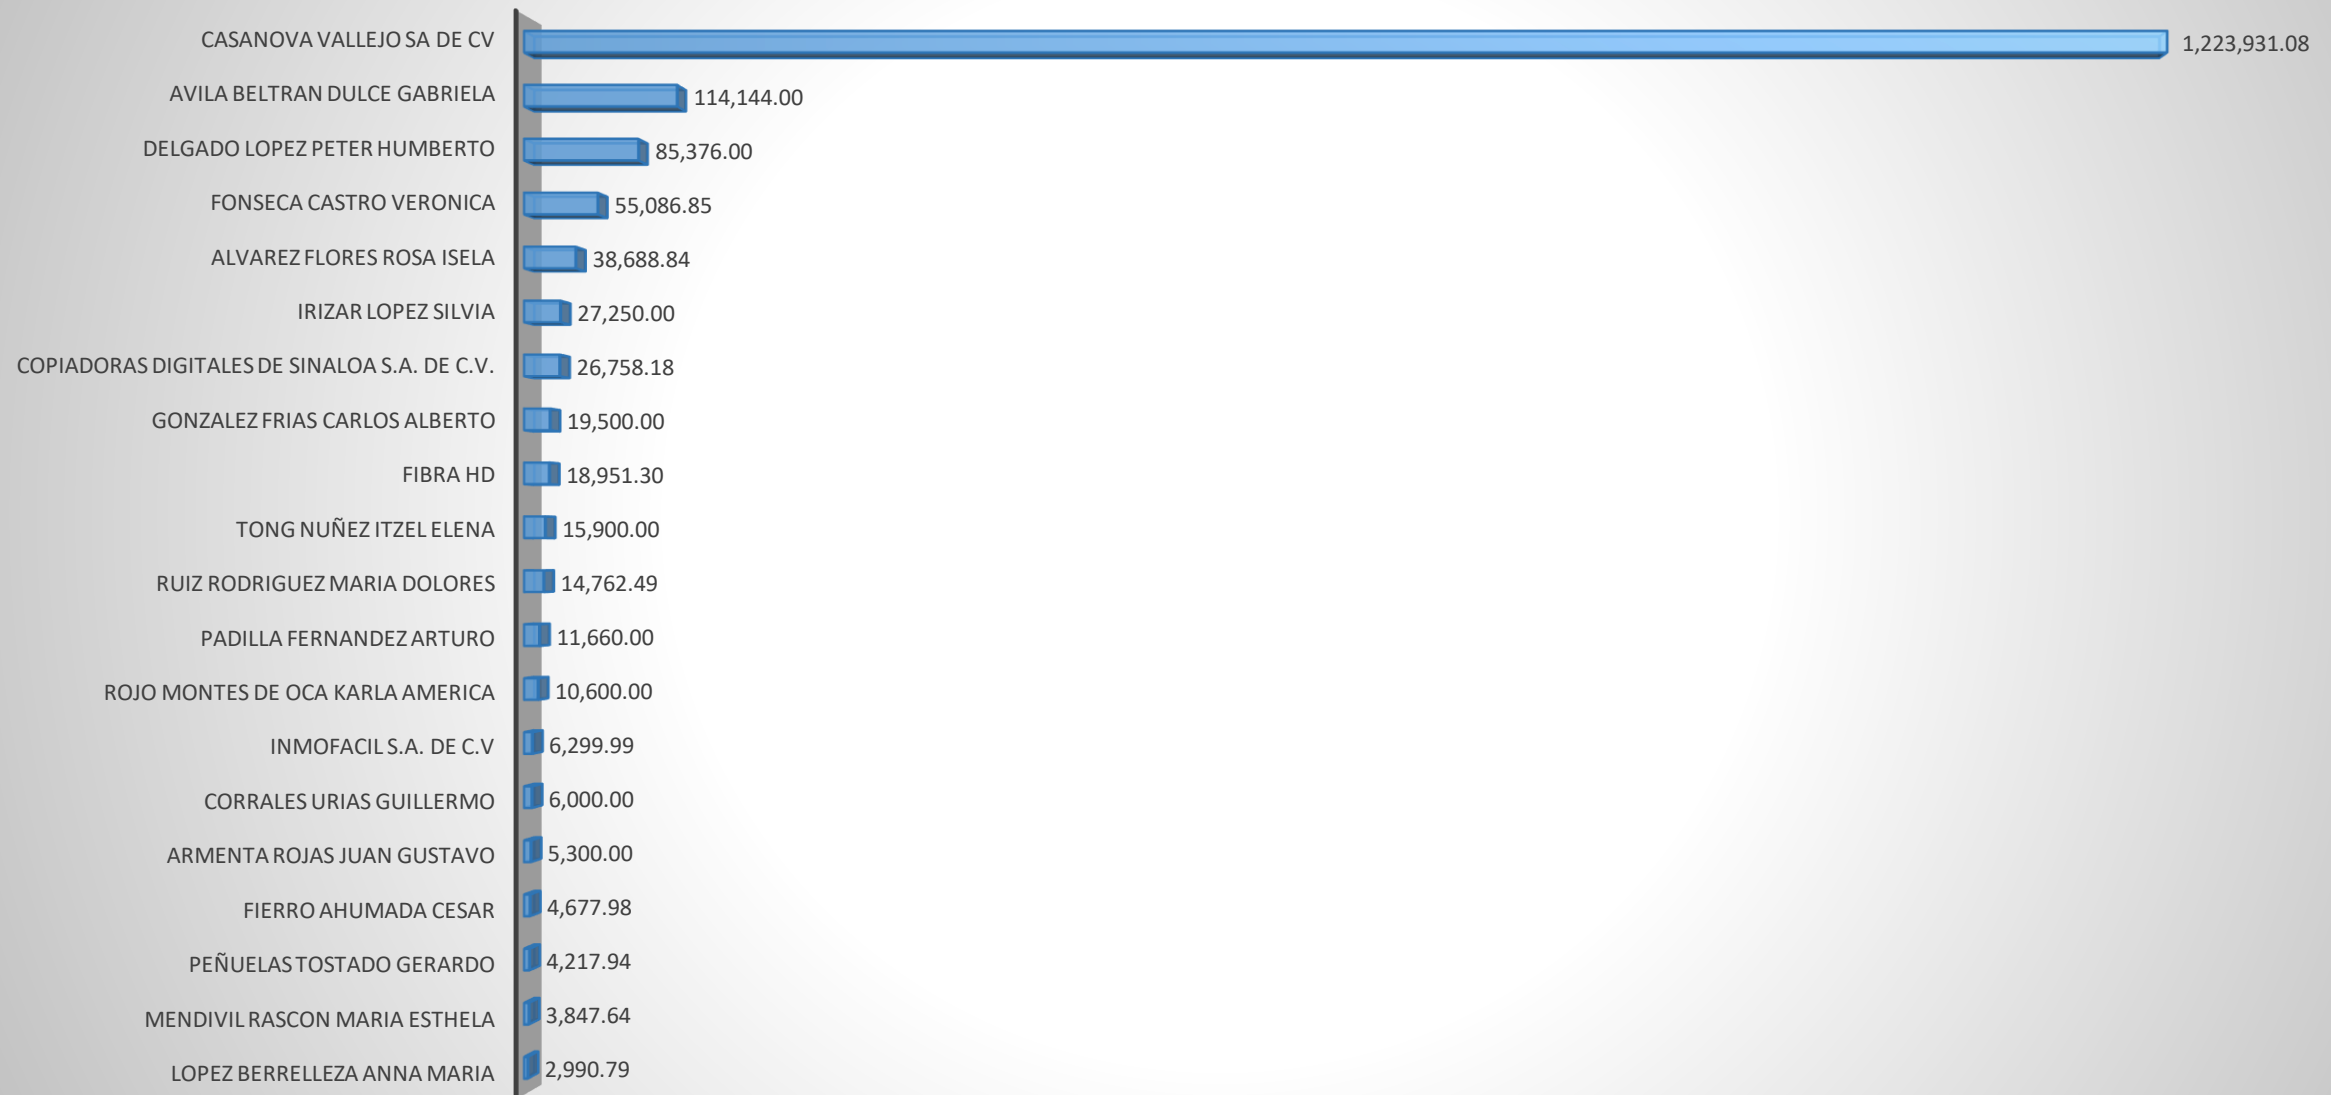 CASANOVA VALLEJO SA DE CV 1,223,931.08
AVILA BELTRAN DULCE GABRIELA 114,144.00
DELGADO LOPEZ PETER HUMBERTO 85,376.00
FONSECA CASTRO VERONICA 55,086.85
ALVAREZ FLORES ROSA ISELA 38,688.84
IRIZAR LOPEZ SILVIA 27,250.00
COPIADORAS DIGITALES DE SINALOA S.A. DE C.V. 26,758.18
GONZALEZ FRIAS CARLOS ALBERTO 19,500.00
FIBRA HD 18,951.30
TONG NUÑEZ ITZEL ELENA 15,900.00
RUIZ RODRIGUEZ MARIA DOLORES 14,762.49
PADILLA FERNANDEZ ARTURO 11,660.00
ROJO MONTES DE OCA KARLA AMERICA 10,600.00
INMOFACIL S.A. DE C.V 6,299.99
CORRALES URIAS GUILLERMO 6,000.00
ARMENTA ROJAS JUAN GUSTAVO 5,300.00
FIERRO AHUMADA CESAR 4,677.98
PEÑUELAS TOSTADO GERARDO 4,217.94
MENDIVIL RASCON MARIA ESTHELA 3,847.64
LOPEZ BERRELLEZA ANNA MARIA 2,990.79